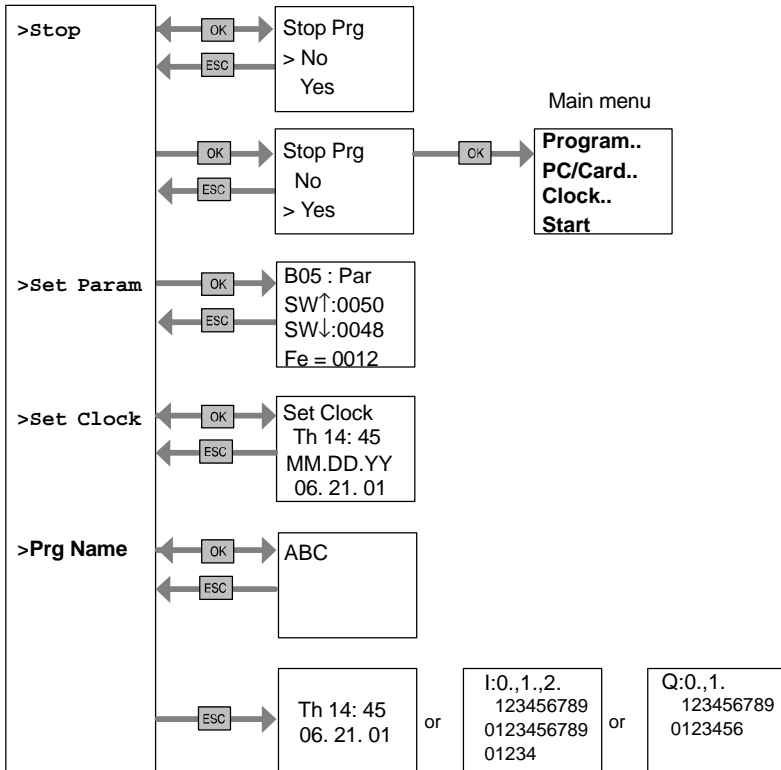 >Stop
OK
ESC
Stop Prg
> No
Yes
Main menu
OK
ESC
Stop Prg
No
> Yes
OK
Program..
PC/Card..
Clock..
Start
>Set Param
OK
ESC
B05 : Par
SW↑:0050
SW↓:0048
Fe = 0012
>Set Clock
OK
ESC
Set Clock
Th 14: 45
MM.DD.YY
06. 21. 01
>Prg Name
OK
ESC
ABC
ESC
Th 14: 45
06. 21. 01
or
I:0.,1.,2.
123456789
0123456789
01234
or
Q:0.,1.
123456789
0123456